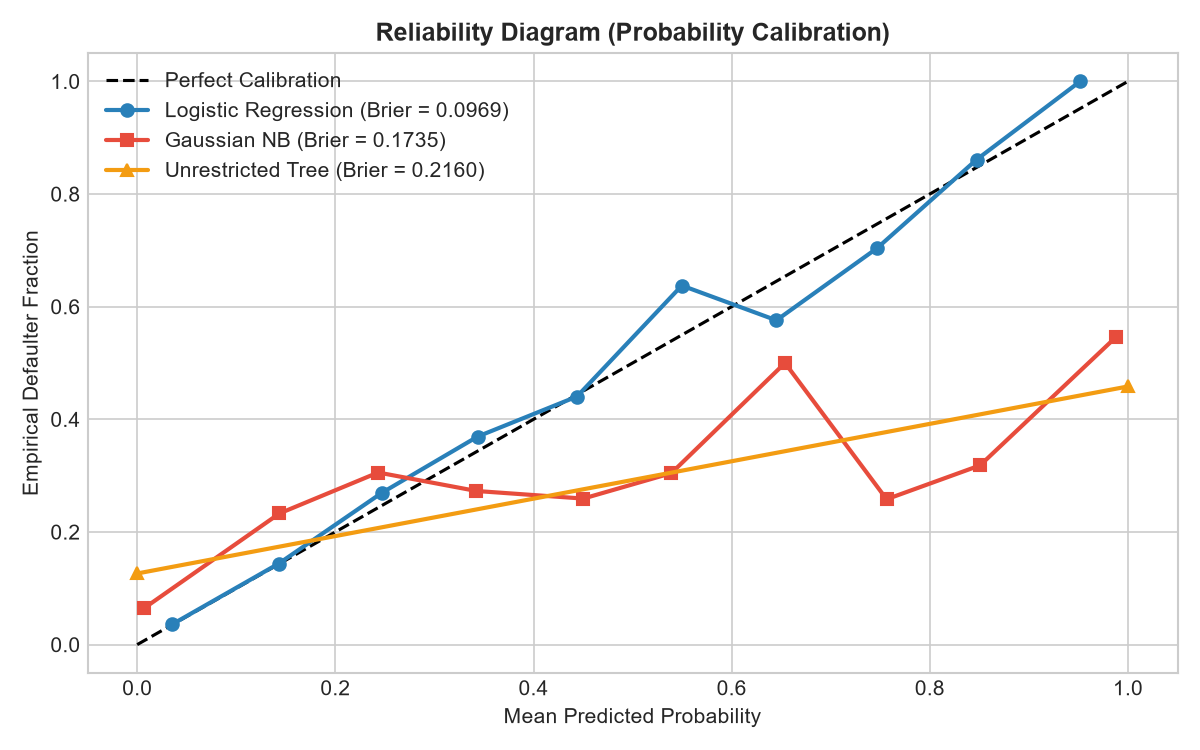 Reliability Diagram (Probability Calibration)
Perfect Calibration
Logistic Regression (Brier = 0.0969)
Gaussian NB (Brier = 0.1735)
Unrestricted Tree (Brier = 0.2160)
Empirical Defaulter Fraction
1.0
0.8
0.6
0.4
0.2
0.0
0.0 0.2 0.4 0.6 0.8 1.0
Mean Predicted Probability